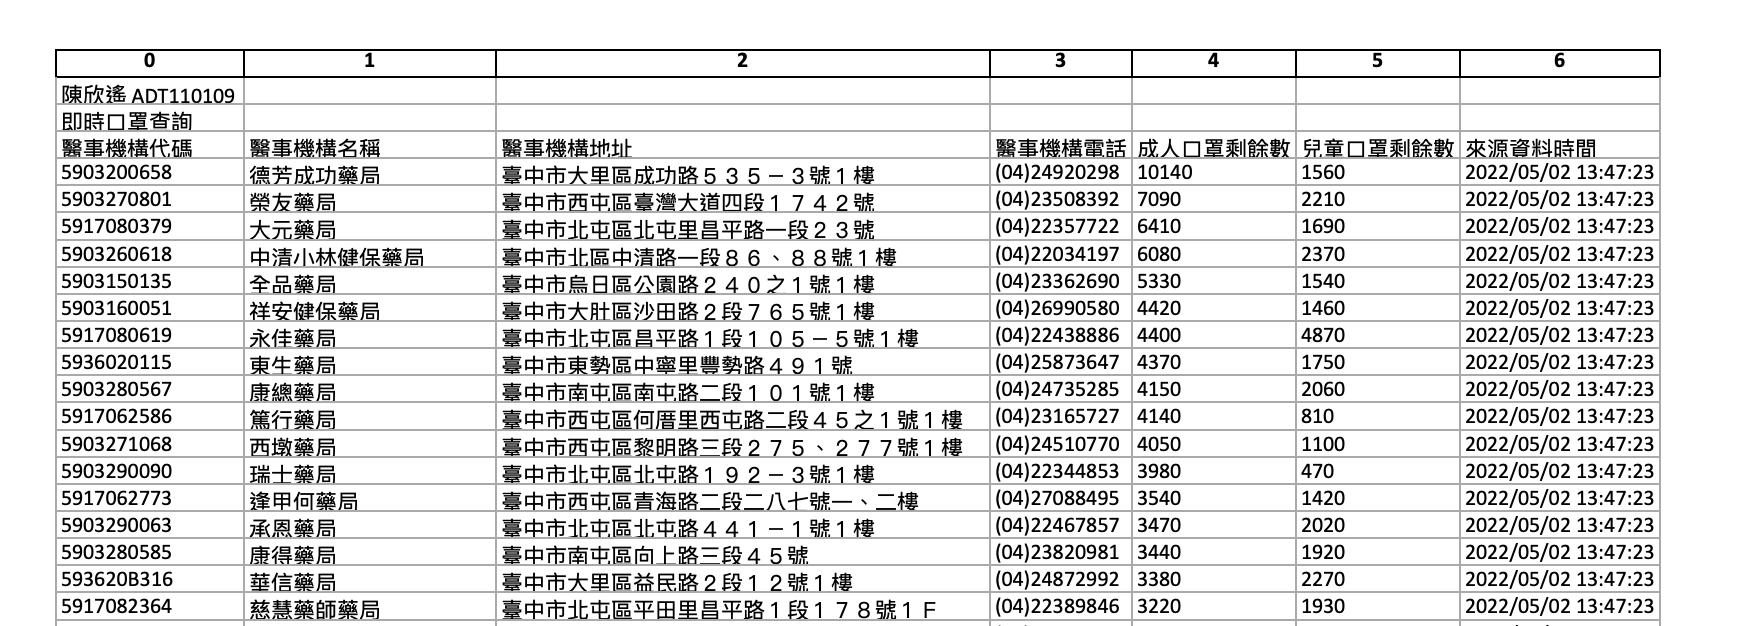 0 1 2 3 4 5 6
陳欣遙 ADT110109
即時口罩查詢
醫事機構代碼 醫事機構名稱 醫事機構地址 醫事機構電話 成人口罩剩餘數 兒童口罩剩餘數 來源資料時間
5903200658 德芳成功藥局 臺中市大里區成功路５３５－３號１樓 (04)24920298 10140 1560 2022/05/02 13:47:23
5903270801 榮友藥局 臺中市西屯區臺灣大道四段１７４２號 (04)23508392 7090 2210 2022/05/02 13:47:23
5917080379 大元藥局 臺中市北屯區北屯里昌平路一段２３號 (04)22357722 6410 1690 2022/05/02 13:47:23
5903260618 中清小林健保藥局 臺中市北區中清路一段８６、８８號１樓 (04)22034197 6080 2370 2022/05/02 13:47:23
5903150135 全品藥局 臺中市烏日區公園路２４０之１號１樓 (04)23362690 5330 1540 2022/05/02 13:47:23
5903160051 祥安健保藥局 臺中市大肚區沙田路２段７６５號１樓 (04)26990580 4420 1460 2022/05/02 13:47:23
5917080619 永佳藥局 臺中市北屯區昌平路１段１０５－５號１樓 (04)22438886 4400 4870 2022/05/02 13:47:23
5936020115 東生藥局 臺中市東勢區中寧里豐勢路４９１號 (04)25873647 4370 1750 2022/05/02 13:47:23
5903280567 康總藥局 臺中市南屯區南屯路二段１０１號１樓 (04)24735285 4150 2060 2022/05/02 13:47:23
5917062586 篤行藥局 臺中市西屯區何厝里西屯路二段４５之１號１樓 (04)23165727 4140 810 2022/05/02 13:47:23
5903271068 西墩藥局 臺中市西屯區黎明路三段２７５、２７７號１樓 (04)24510770 4050 1100 2022/05/02 13:47:23
5903290090 瑞士藥局 臺中市北屯區北屯路１９２－３號１樓 (04)22344853 3980 470 2022/05/02 13:47:23
5917062773 逢甲何藥局 臺中市西屯區青海路二段二八七號一、二樓 (04)27088495 3540 1420 2022/05/02 13:47:23
5903290063 承恩藥局 臺中市北屯區北屯路４４１－１號１樓 (04)22467857 3470 2020 2022/05/02 13:47:23
5903280585 康得藥局 臺中市南屯區向上路三段４５號 (04)23820981 3440 1920 2022/05/02 13:47:23
593620B316 華信藥局 臺中市大里區益民路２段１２號１樓 (04)24872992 3380 2270 2022/05/02 13:47:23
5917082364 慈慧藥師藥局 臺中市北屯區平田里昌平路１段１７８號１Ｆ (04)22389846 3220 1930 2022/05/02 13:47:23